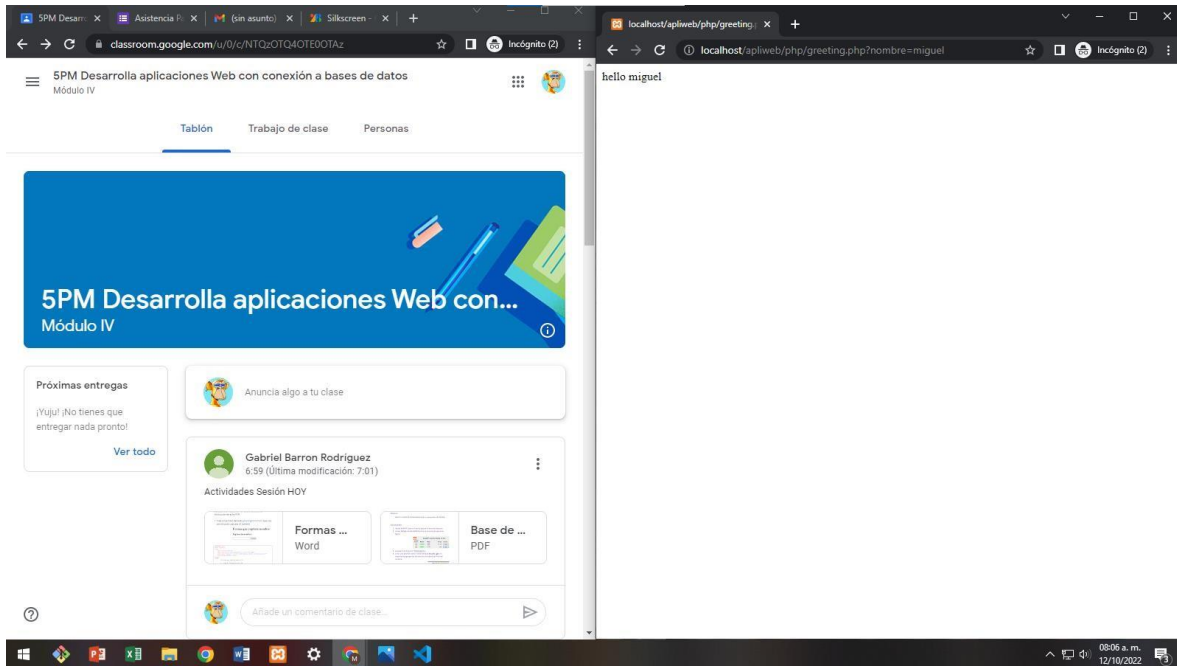 5PM Desarr
Asistencia P
(sin asunto)
Silkscreen -
classroom.google.com/u/0/c/NTQzOTQ4OTE0OTAz
Incógnito (2)
5PM Desarrolla aplicaciones Web con conexión a bases de datos
Módulo IV
Tablón
Trabajo de clase
Personas
5PM Desarrolla aplicaciones Web con...
Módulo IV
Próximas entregas
¡Yuju! ¡No tienes que
entregar nada pronto!
Ver todo
Anuncia algo a tu clase
Gabriel Barron Rodríguez
6:59 (Última modificación: 7:01)
Actividades Sesión HOY
Formas ...
Word
Base de ...
PDF
Añade un comentario de clase...
localhost/apliweb/php/greeting.
Incógnito (2)
localhost/apliweb/php/greeting.php?nombre=miguel
hello miguel
08:06 a. m.
12/10/2022